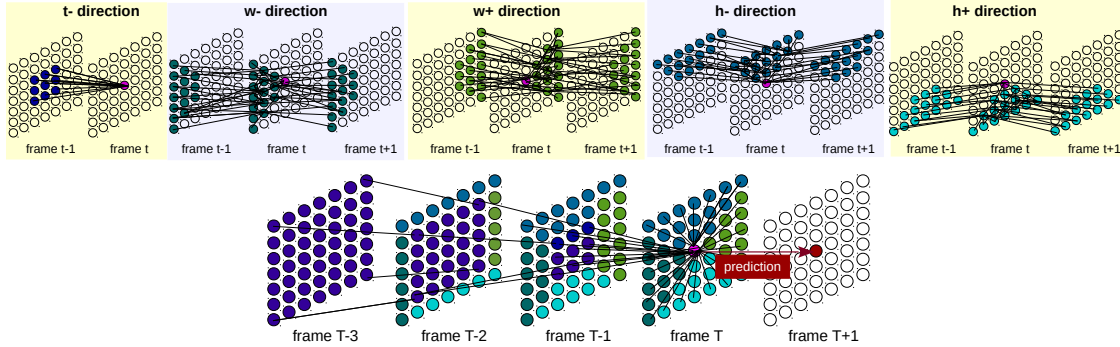 t- direction
w- direction
w+ direction
h- direction
h+ direction
frame t-1
frame t
frame t-1
frame t
frame t+1
frame t-1
frame t
frame t+1
frame t-1
frame t
frame t+1
frame t-1
frame t
frame t+1
prediction
frame T-3
frame T-2
frame T-1
frame T
frame T+1